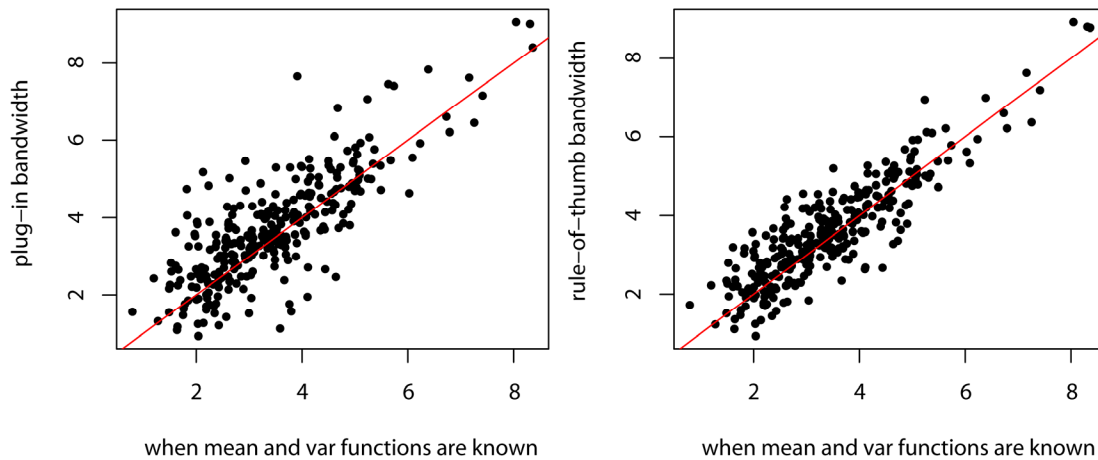 plug-in bandwidth
8
6
4
2
2 4 6 8
when mean and var functions are known
rule-of-thumb bandwidth
8
6
4
2
2 4 6 8
when mean and var functions are known